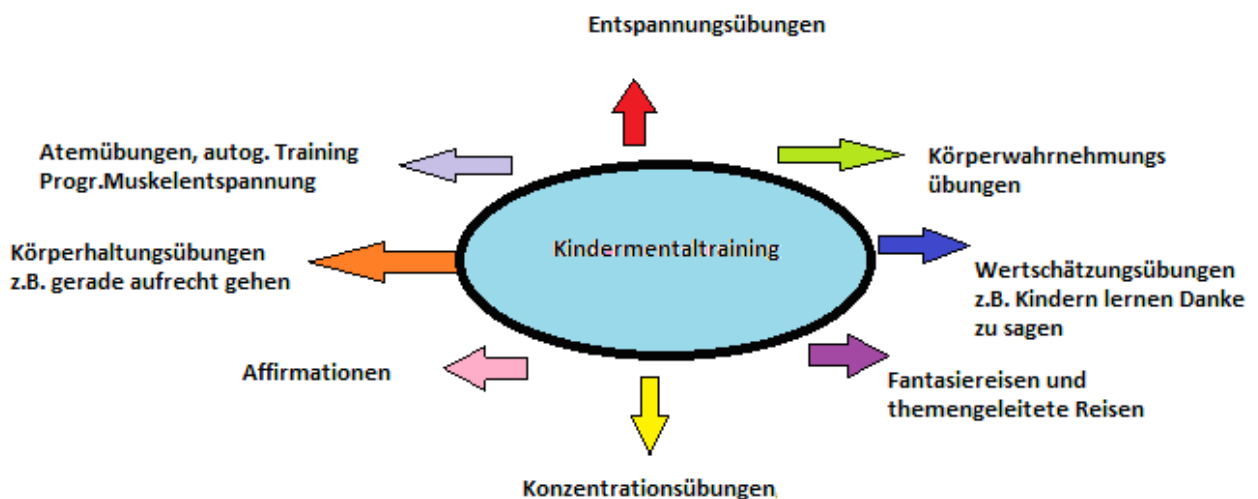 Entspannungsübungen
Atemübungen, autog. Training
Progr.Muskelentspannung
Körperwahrnehmungs
übungen
Körperhaltungsübungen
z.B. gerade aufrecht gehen
Kindermentaltraining
Wertschätzungsübungen
z.B. Kindern lernen Danke
zu sagen
Affirmationen
Fantasiereisen und
themengeleitete Reisen
Konzentrationsübungen